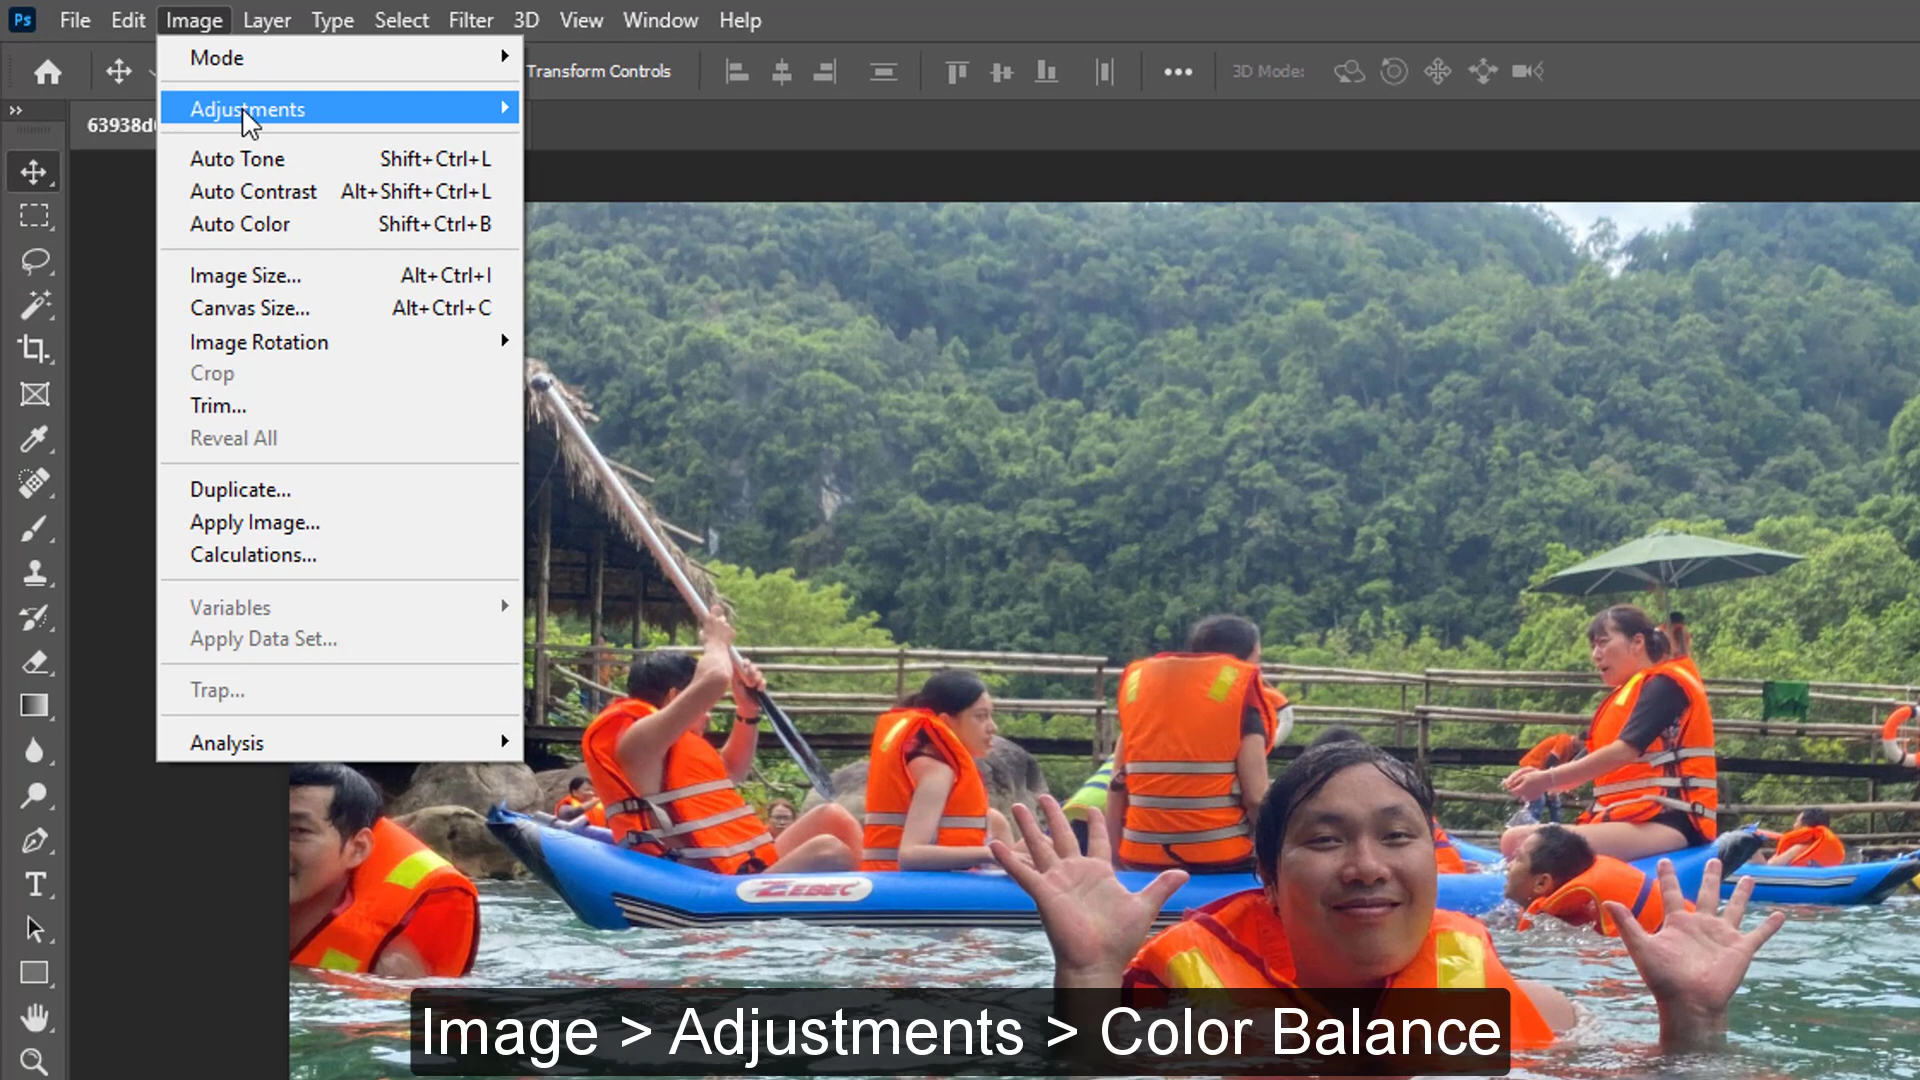 Ps File Edit Image Layer Type Select Filter 3D View Window Help
Transform Controls 3D Mode:
63938d
Mode
Adjustments
Auto Tone Shift+Ctrl+L
Auto Contrast Alt+Shift+Ctrl+L
Auto Color Shift+Ctrl+B
Image Size... Alt+Ctrl+I
Canvas Size... Alt+Ctrl+C
Image Rotation
Crop
Trim...
Reveal All
Duplicate...
Apply Image...
Calculations...
Variables
Apply Data Set...
Trap...
Analysis
ZEBEC
Image > Adjustments > Color Balance